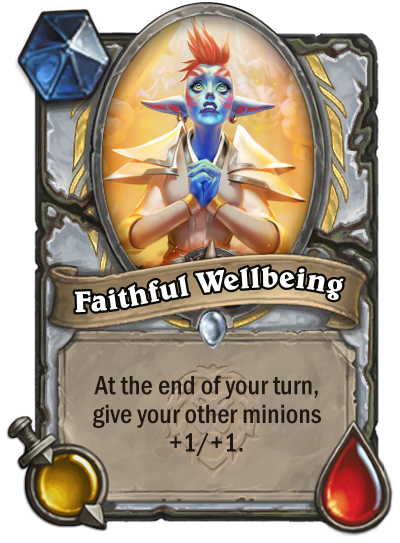 Faithful Wellbeing
At the end of your turn,
give your other minions
+1/+1.